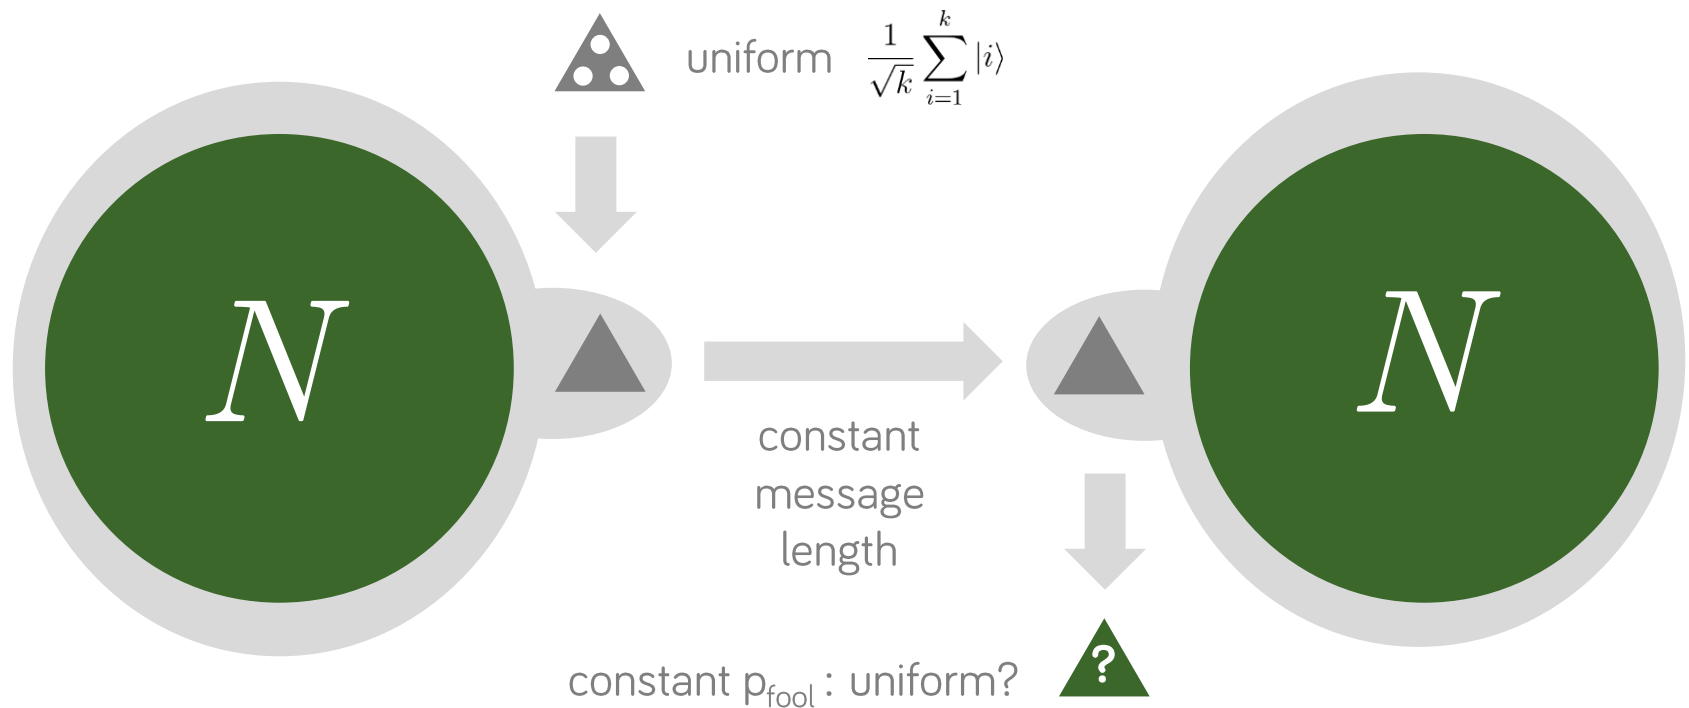 uniform $\frac{1}{\sqrt{k}} \sum_{i=1}^{k} |i\rangle$
N
N
constant
message
length
?
constant p_fool : uniform?